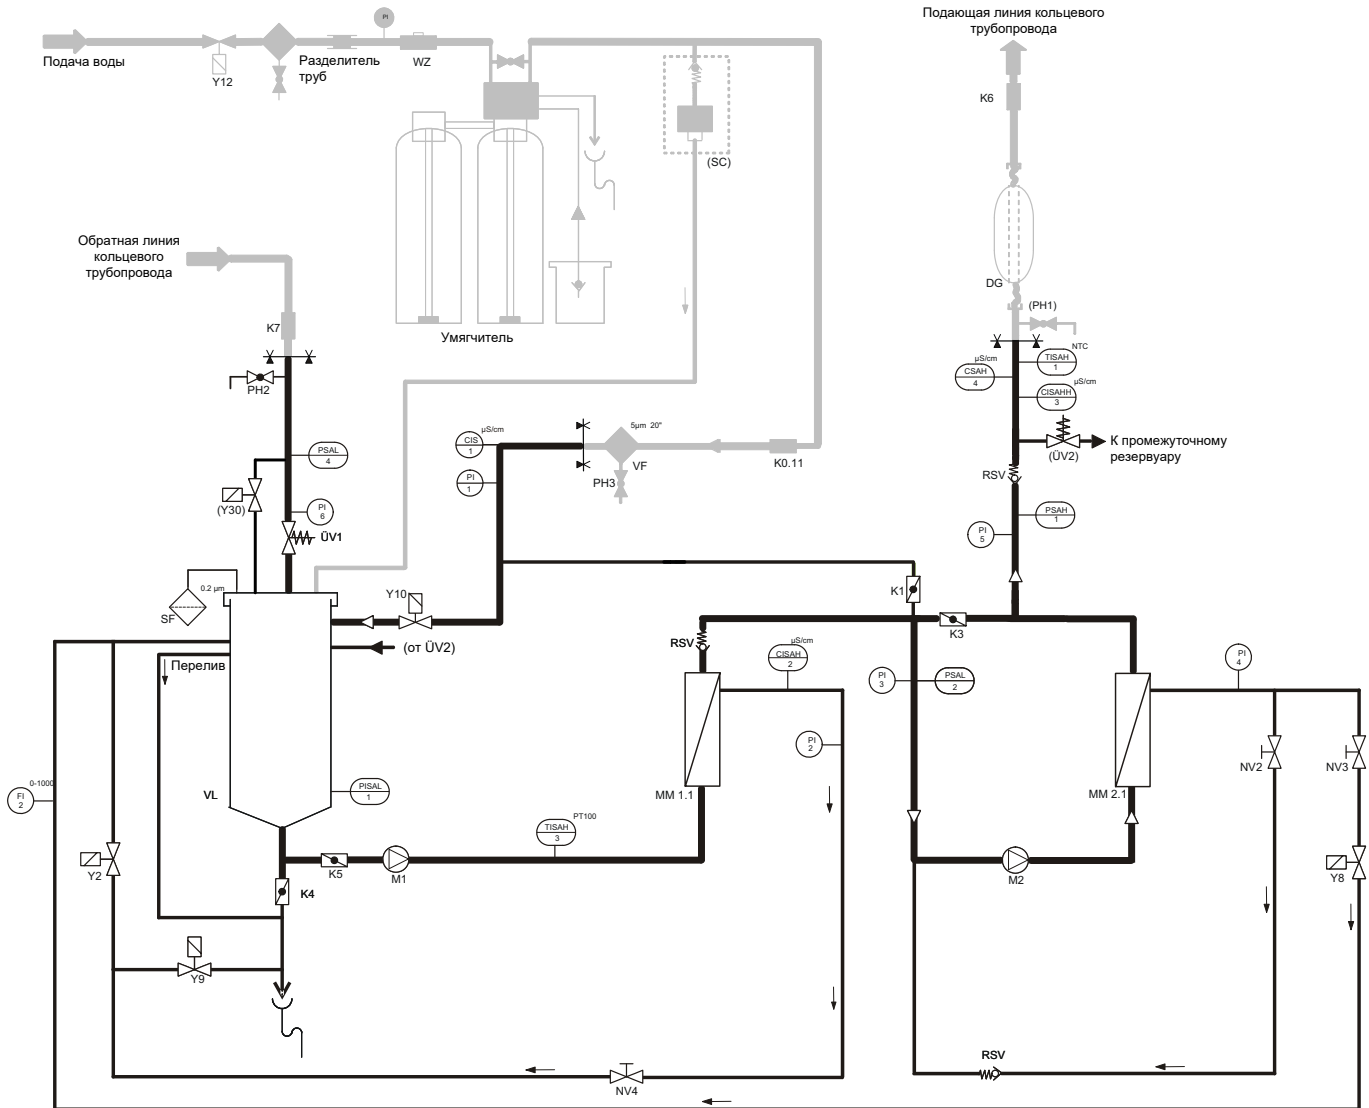 Подающая линия кольцевого
трубопровода
PI
Подача воды
Разделитель
труб
WZ
Y12
K6
(SC)
Обратная линия
кольцевого
трубопровода
DG
(PH1)
K7
Умягчитель
NTC
µS/cm
TISAH
1
CSAH
4
µS/cm
CISAHH
3
PH2
5µm 20"
µS/cm
CIS
1
К промежуточному
резервуару
(ÜV2)
PSAL
4
K0.11
VF
RSV
PI
1
PH3
(Y30)
PI
6
PSAH
1
ÜV1
PI
5
0.2 µm
Y10
K1
SF
K3
RSV
µS/cm
(от ÜV2)
CISAH
2
PI
4
Перелив
PI
3
PSAL
2
PI
2
NV2
NV3
0-1000
FI
2
VL
PISAL
1
MM 1.1
MM 2.1
PT100
TISAH
3
Y2
K5
M1
M2
Y8
K4
Y9
RSV
NV4